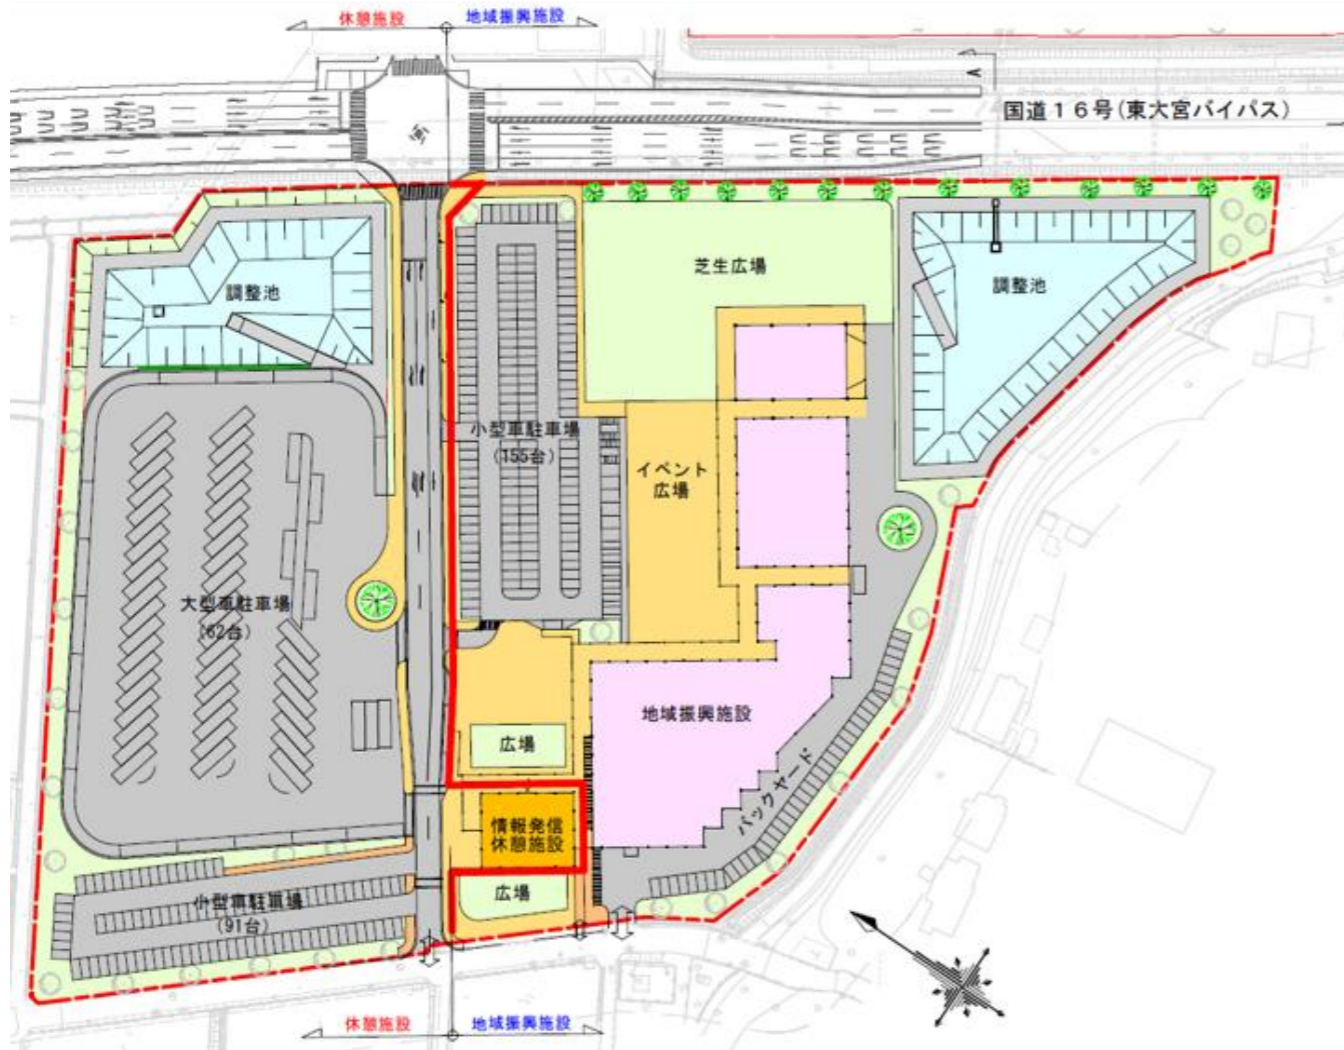 休憩施設
地域振興施設
国道16号(東大宮バイパス)
芝生広場
調整池
調整池
小型車駐車場
(155台)
イベント
広場
大型車駐車場
(62台)
地域振興施設
広場
バックヤード
情報発信
休憩施設
広場
小型車駐車場
(91台)
休憩施設
地域振興施設